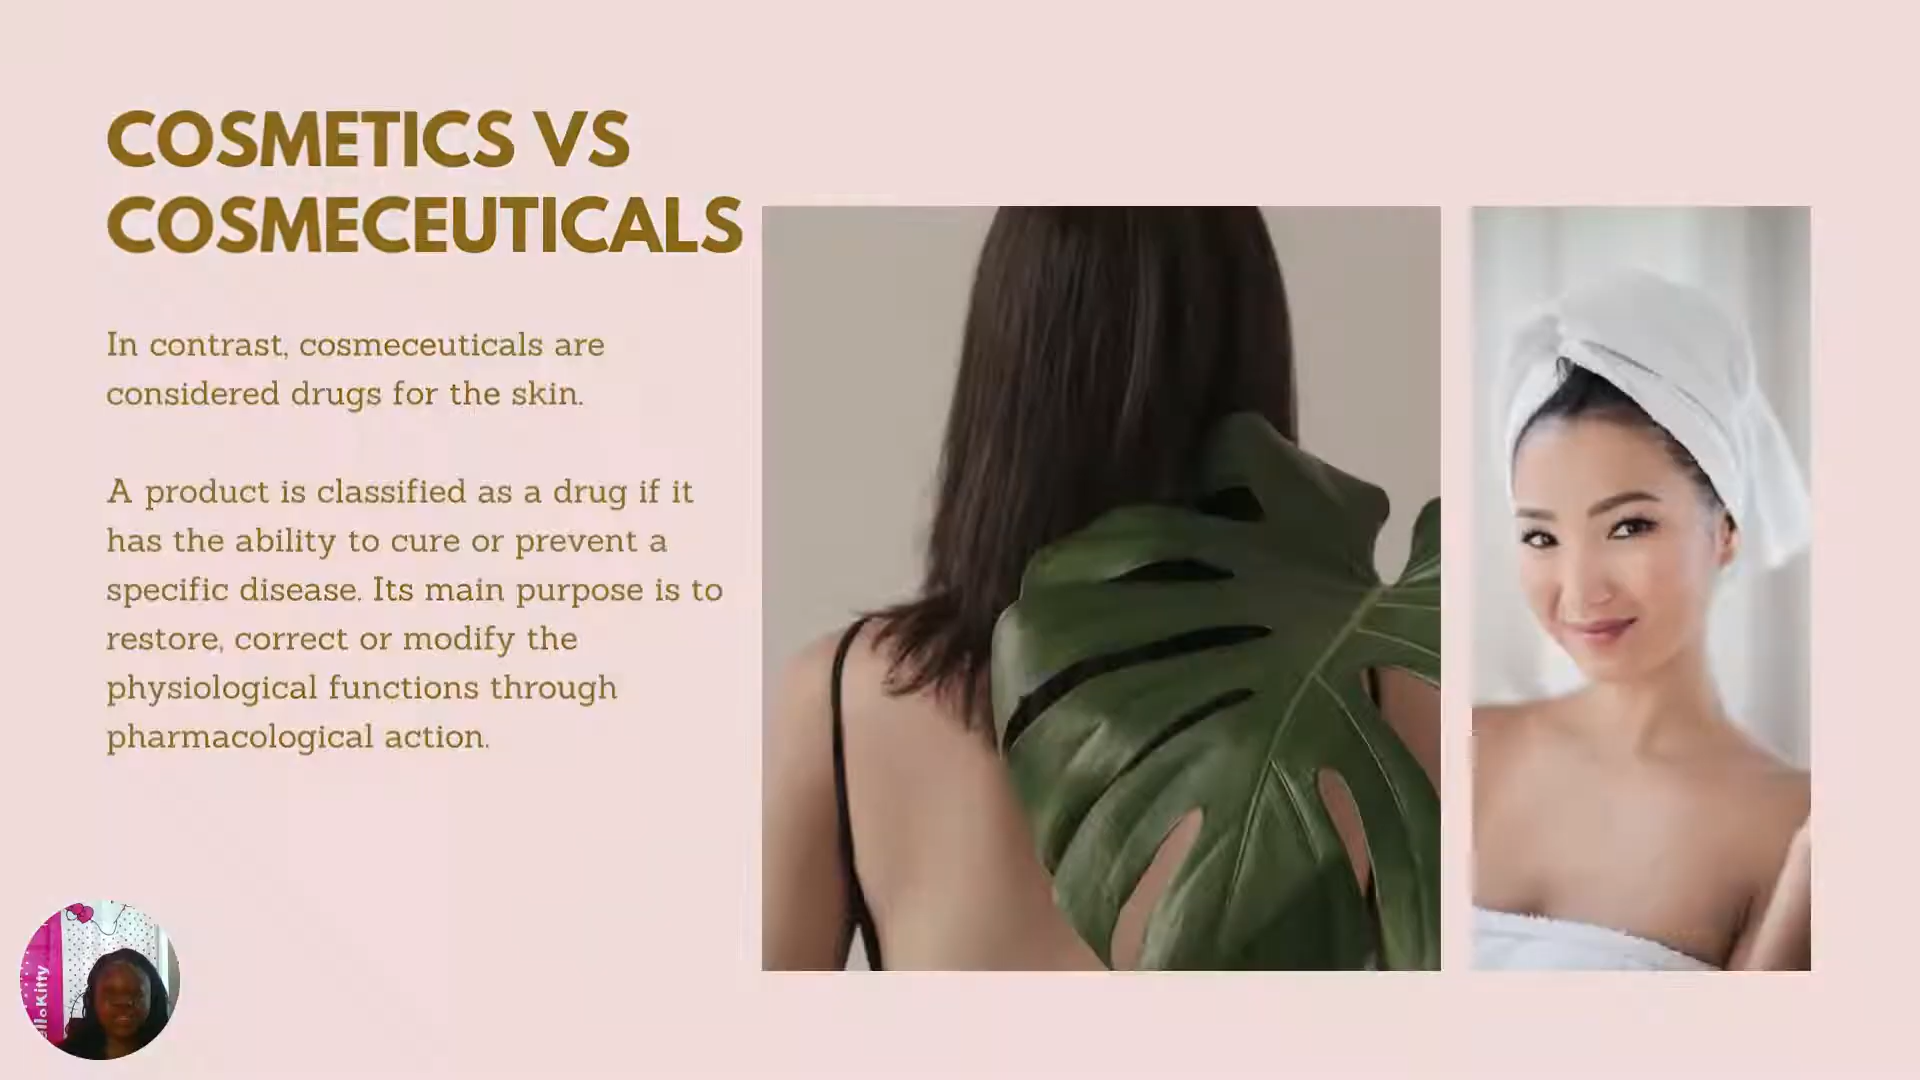 COSMETICS VS
COSMECEUTICALS
In contrast, cosmeceuticals are
considered drugs for the skin.
A product is classified as a drug if it
has the ability to cure or prevent a
specific disease. Its main purpose is to
restore, correct or modify the
physiological functions through
pharmacological action.
elloKitty